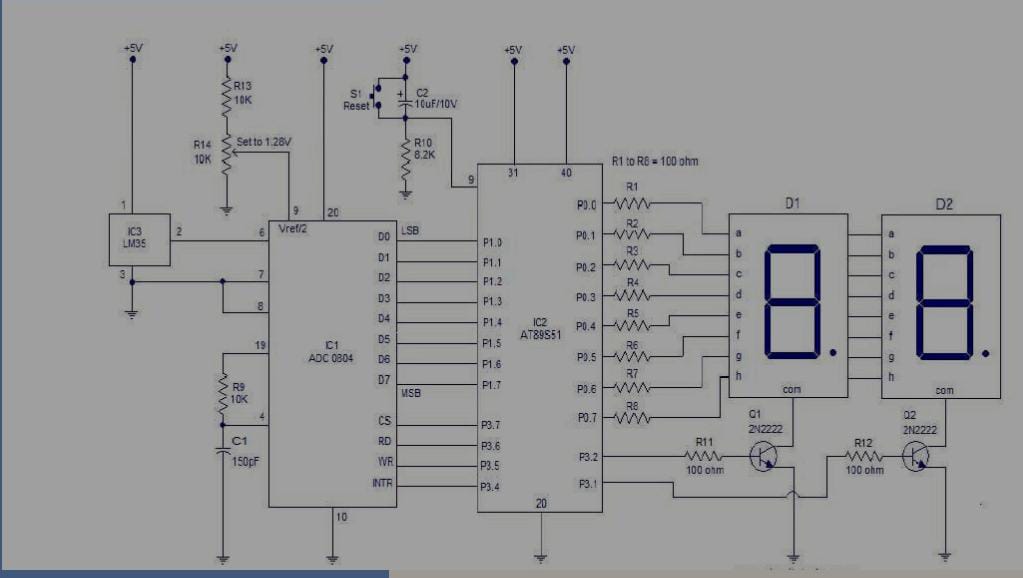 +5V
+5V
+5V
+5V
+5V
+5V
R13
10K
S1
Reset
+
C2
10uF/10V
R14
10K
Set to 1.28V
R10
8.2K
R1 to R8 = 100 ohm
9
31
40
1
IC3
LM35
2
3
9
20
Vref/2
6
7
8
19
4
R9
10K
C1
150pF
IC1
ADC 0804
10
D0
LSB
D1
D2
D3
D4
D5
D6
D7
MSB
CS
RD
WR
INTR
P1.0
P1.1
P1.2
P1.3
P1.4
P1.5
P1.6
P1.7
P3.7
P3.6
P3.5
P3.4
IC2
AT89S51
20
P0.0
P0.1
P0.2
P0.3
P0.4
P0.5
P0.6
P0.7
P3.2
P3.1
R1
R2
R3
R4
R5
R6
R7
R8
D1
a
b
c
d
e
f
g
h
com
D2
a
b
c
d
e
f
g
h
com
Q1
2N2222
Q2
2N2222
R11
100 ohm
R12
100 ohm